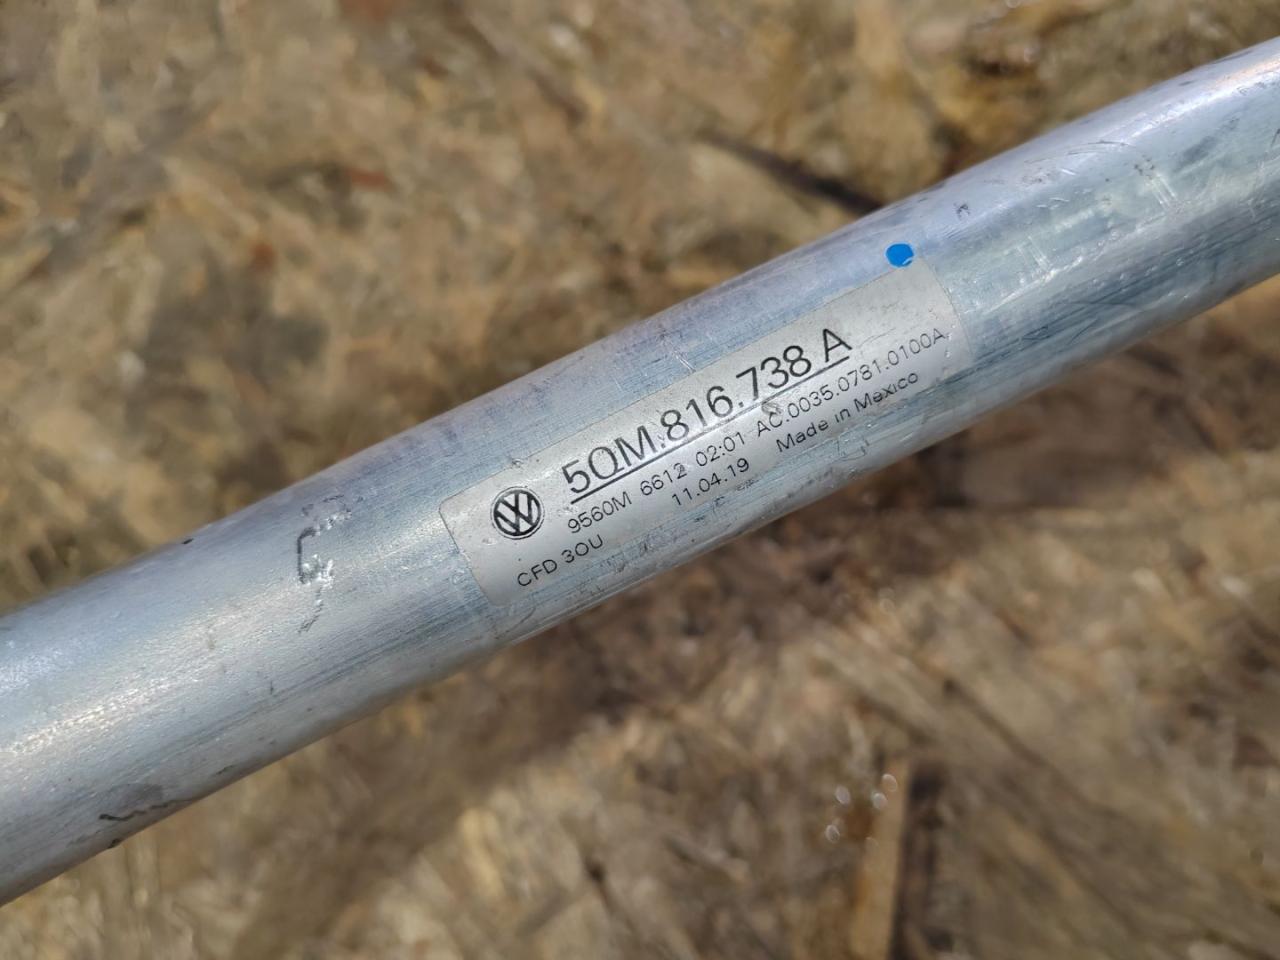 5QM.816.738 A
9560M 6612 02:01 AC.0035.0781.0100A
CFD 3OU 11.04.19 Made in Mexico